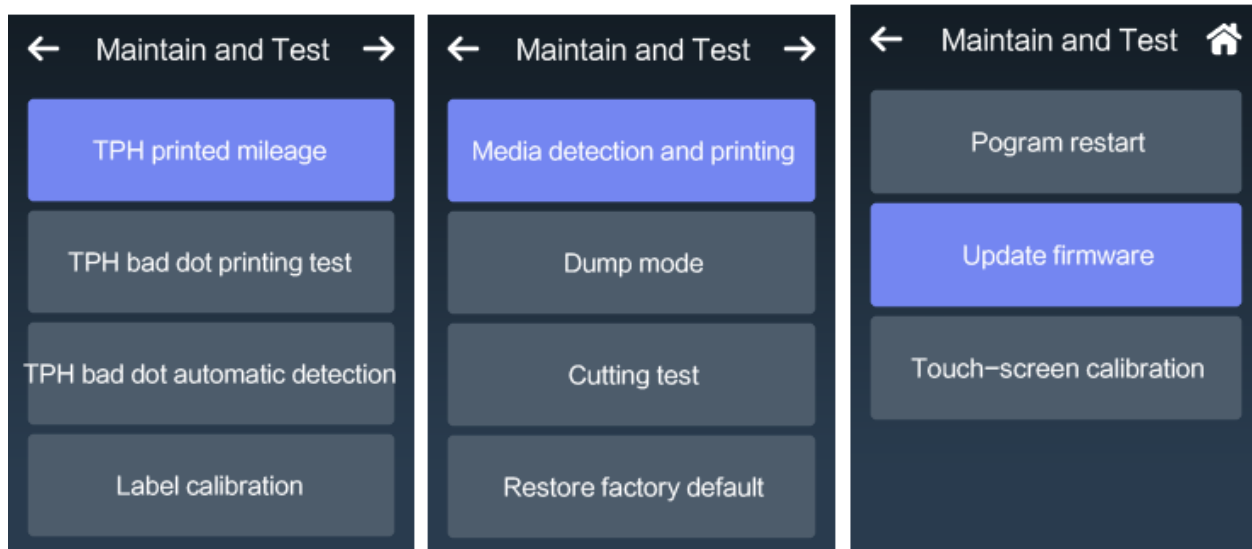 Maintain and Test
TPH printed mileage
TPH bad dot printing test
TPH bad dot automatic detection
Label calibration
Maintain and Test
Media detection and printing
Dump mode
Cutting test
Restore factory default
Maintain and Test
Pogram restart
Update firmware
Touch-screen calibration